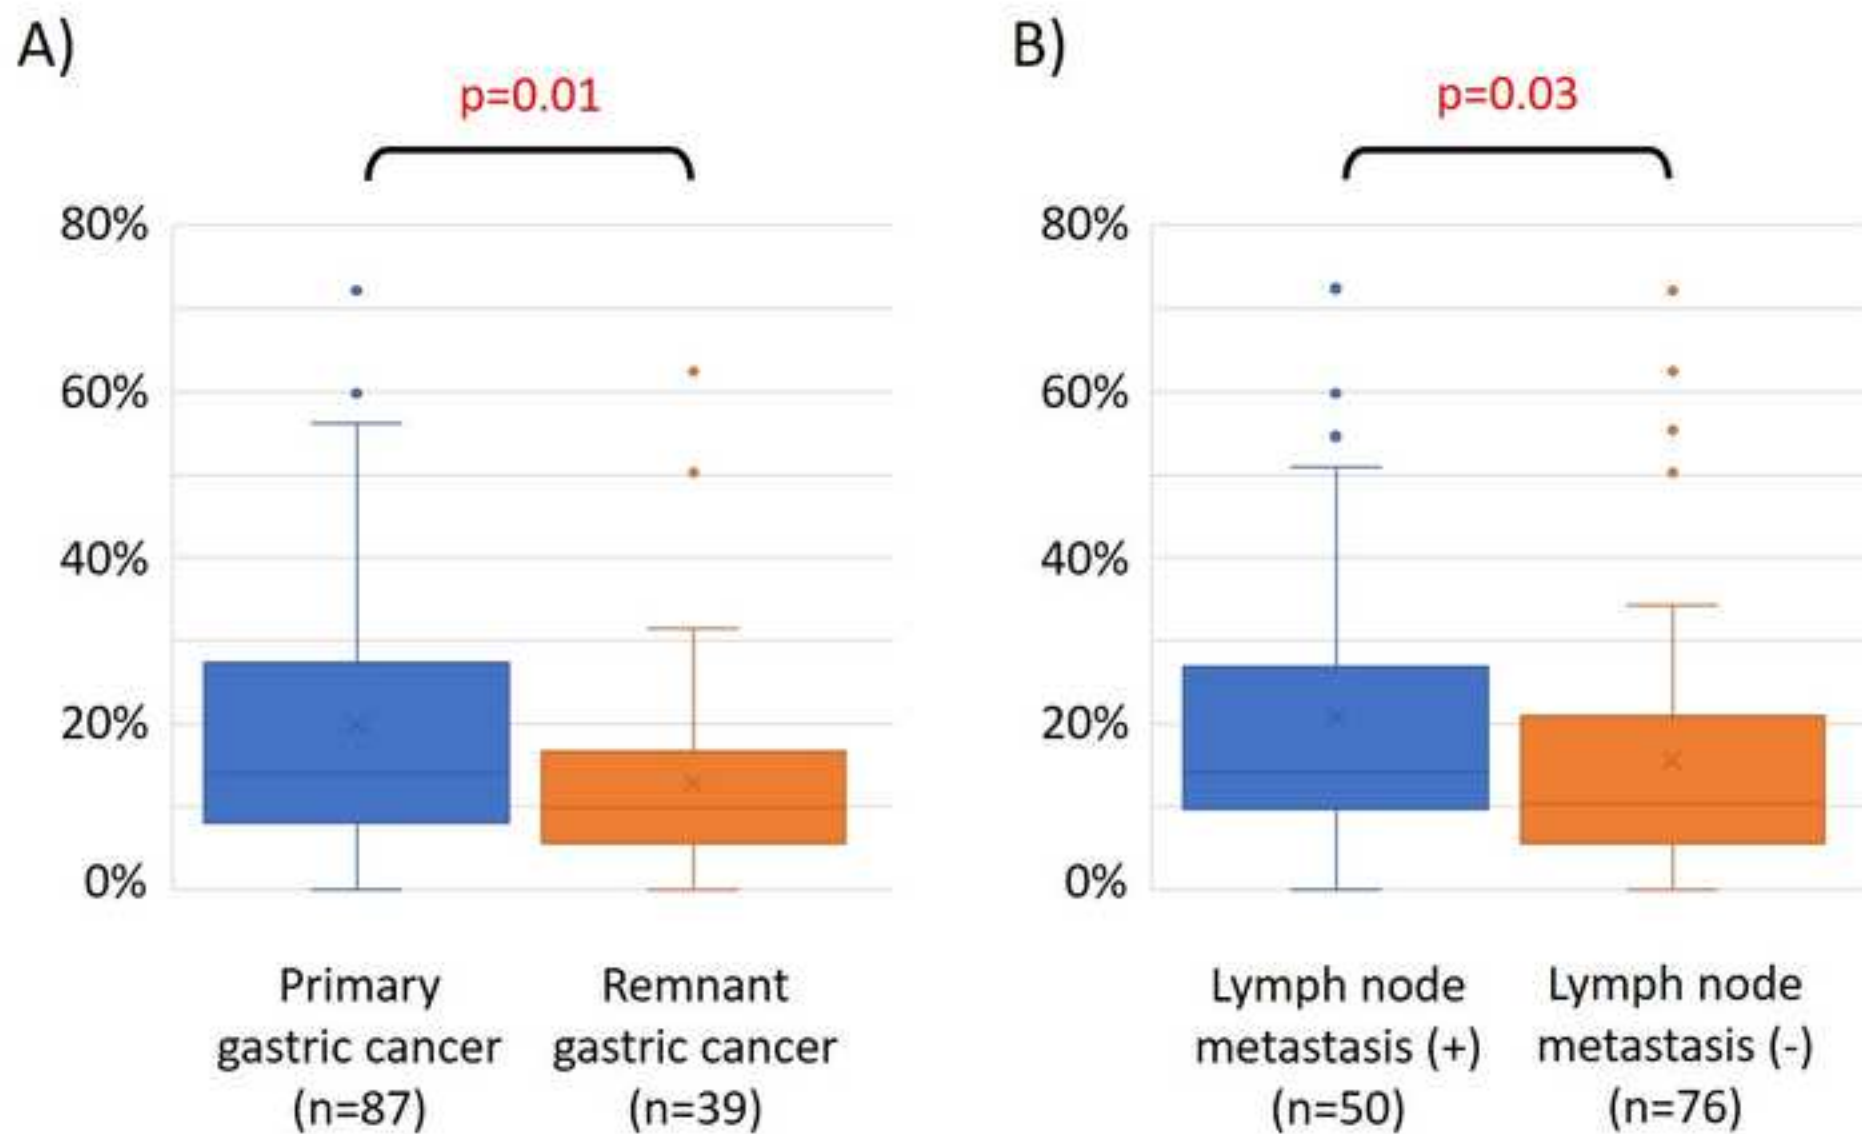 A)
p=0.01
80%
60%
40%
20%
0%
Primary
gastric cancer
(n=87)
Remnant
gastric cancer
(n=39)
B)
p=0.03
80%
60%
40%
20%
0%
Lymph node
metastasis (+)
(n=50)
Lymph node
metastasis (-)
(n=76)